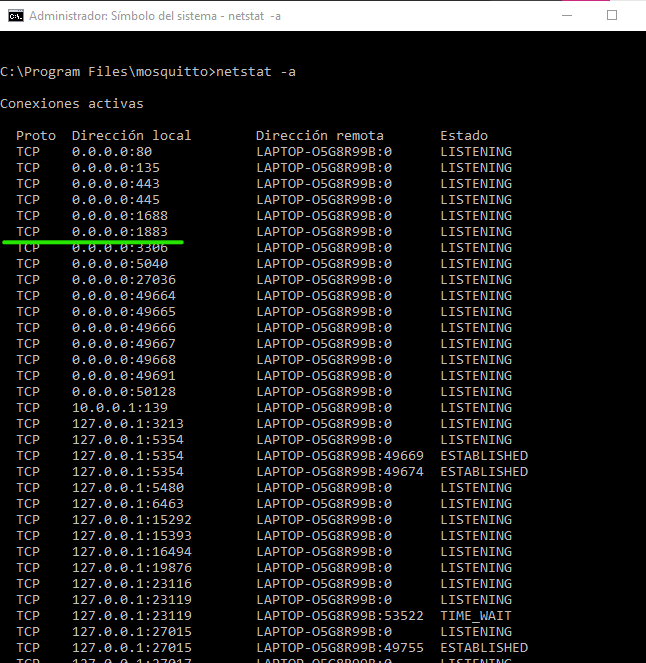 Administrador: Símbolo del sistema - netstat -a
C:\Program Files\mosquitto>netstat -a
Conexiones activas
Proto Dirección local Dirección remota Estado
TCP 0.0.0.0:80 LAPTOP-O5G8R99B:0 LISTENING
TCP 0.0.0.0:135 LAPTOP-O5G8R99B:0 LISTENING
TCP 0.0.0.0:443 LAPTOP-O5G8R99B:0 LISTENING
TCP 0.0.0.0:445 LAPTOP-O5G8R99B:0 LISTENING
TCP 0.0.0.0:1688 LAPTOP-O5G8R99B:0 LISTENING
TCP 0.0.0.0:1883 LAPTOP-O5G8R99B:0 LISTENING
TCP 0.0.0.0:3306 LAPTOP-O5G8R99B:0 LISTENING
TCP 0.0.0.0:5040 LAPTOP-O5G8R99B:0 LISTENING
TCP 0.0.0.0:27036 LAPTOP-O5G8R99B:0 LISTENING
TCP 0.0.0.0:49664 LAPTOP-O5G8R99B:0 LISTENING
TCP 0.0.0.0:49665 LAPTOP-O5G8R99B:0 LISTENING
TCP 0.0.0.0:49666 LAPTOP-O5G8R99B:0 LISTENING
TCP 0.0.0.0:49667 LAPTOP-O5G8R99B:0 LISTENING
TCP 0.0.0.0:49668 LAPTOP-O5G8R99B:0 LISTENING
TCP 0.0.0.0:49691 LAPTOP-O5G8R99B:0 LISTENING
TCP 0.0.0.0:50128 LAPTOP-O5G8R99B:0 LISTENING
TCP 10.0.0.1:139 LAPTOP-O5G8R99B:0 LISTENING
TCP 127.0.0.1:3213 LAPTOP-O5G8R99B:0 LISTENING
TCP 127.0.0.1:5354 LAPTOP-O5G8R99B:0 LISTENING
TCP 127.0.0.1:5354 LAPTOP-O5G8R99B:49669 ESTABLISHED
TCP 127.0.0.1:5354 LAPTOP-O5G8R99B:49674 ESTABLISHED
TCP 127.0.0.1:5480 LAPTOP-O5G8R99B:0 LISTENING
TCP 127.0.0.1:6463 LAPTOP-O5G8R99B:0 LISTENING
TCP 127.0.0.1:15292 LAPTOP-O5G8R99B:0 LISTENING
TCP 127.0.0.1:15393 LAPTOP-O5G8R99B:0 LISTENING
TCP 127.0.0.1:16494 LAPTOP-O5G8R99B:0 LISTENING
TCP 127.0.0.1:19876 LAPTOP-O5G8R99B:0 LISTENING
TCP 127.0.0.1:23116 LAPTOP-O5G8R99B:0 LISTENING
TCP 127.0.0.1:23119 LAPTOP-O5G8R99B:0 LISTENING
TCP 127.0.0.1:23119 LAPTOP-O5G8R99B:53522 TIME_WAIT
TCP 127.0.0.1:27015 LAPTOP-O5G8R99B:0 LISTENING
TCP 127.0.0.1:27015 LAPTOP-O5G8R99B:49755 ESTABLISHED
TCP 127.0.0.1:27017 LAPTOP-O5G8R99B:0 LISTENING